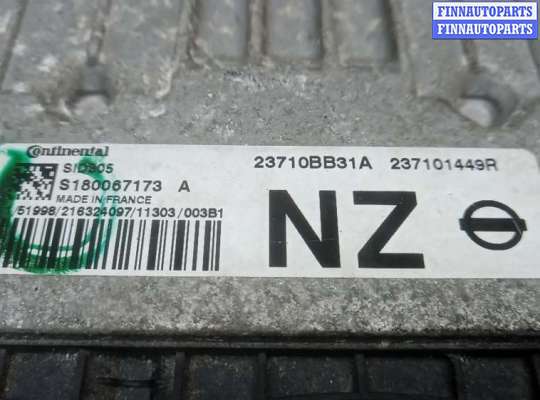 FINNAUTOPARTS
FINNAUTOPARTS
Continental
SID305
23710BB31A 237101449R
S180067173 A
MADE IN FRANCE
51998/216324097/11303/003B1
NZ